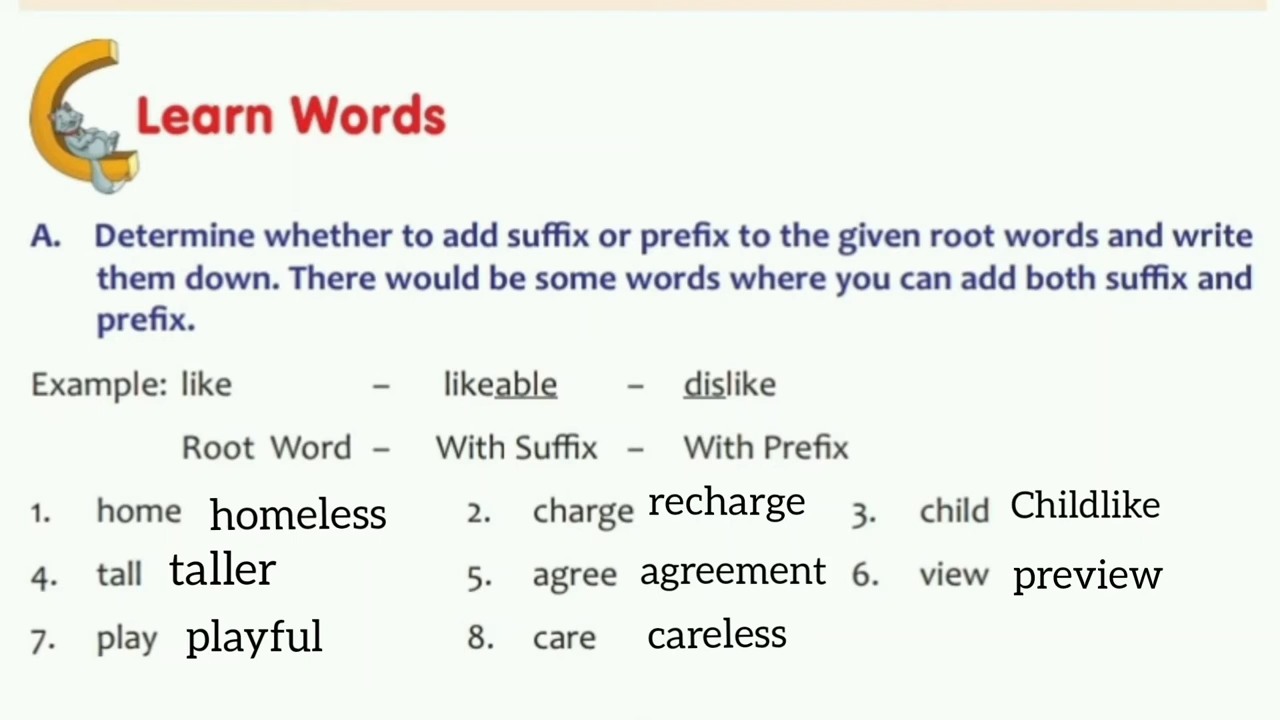 Learn Words
A. Determine whether to add suffix or prefix to the given root words and write
them down. There would be some words where you can add both suffix and
prefix.
Example: like – likeable – dislike
Root Word – With Suffix – With Prefix
1. home homeless 2. charge recharge 3. child Childlike
4. tall taller 5. agree agreement 6. view preview
7. play playful 8. care careless